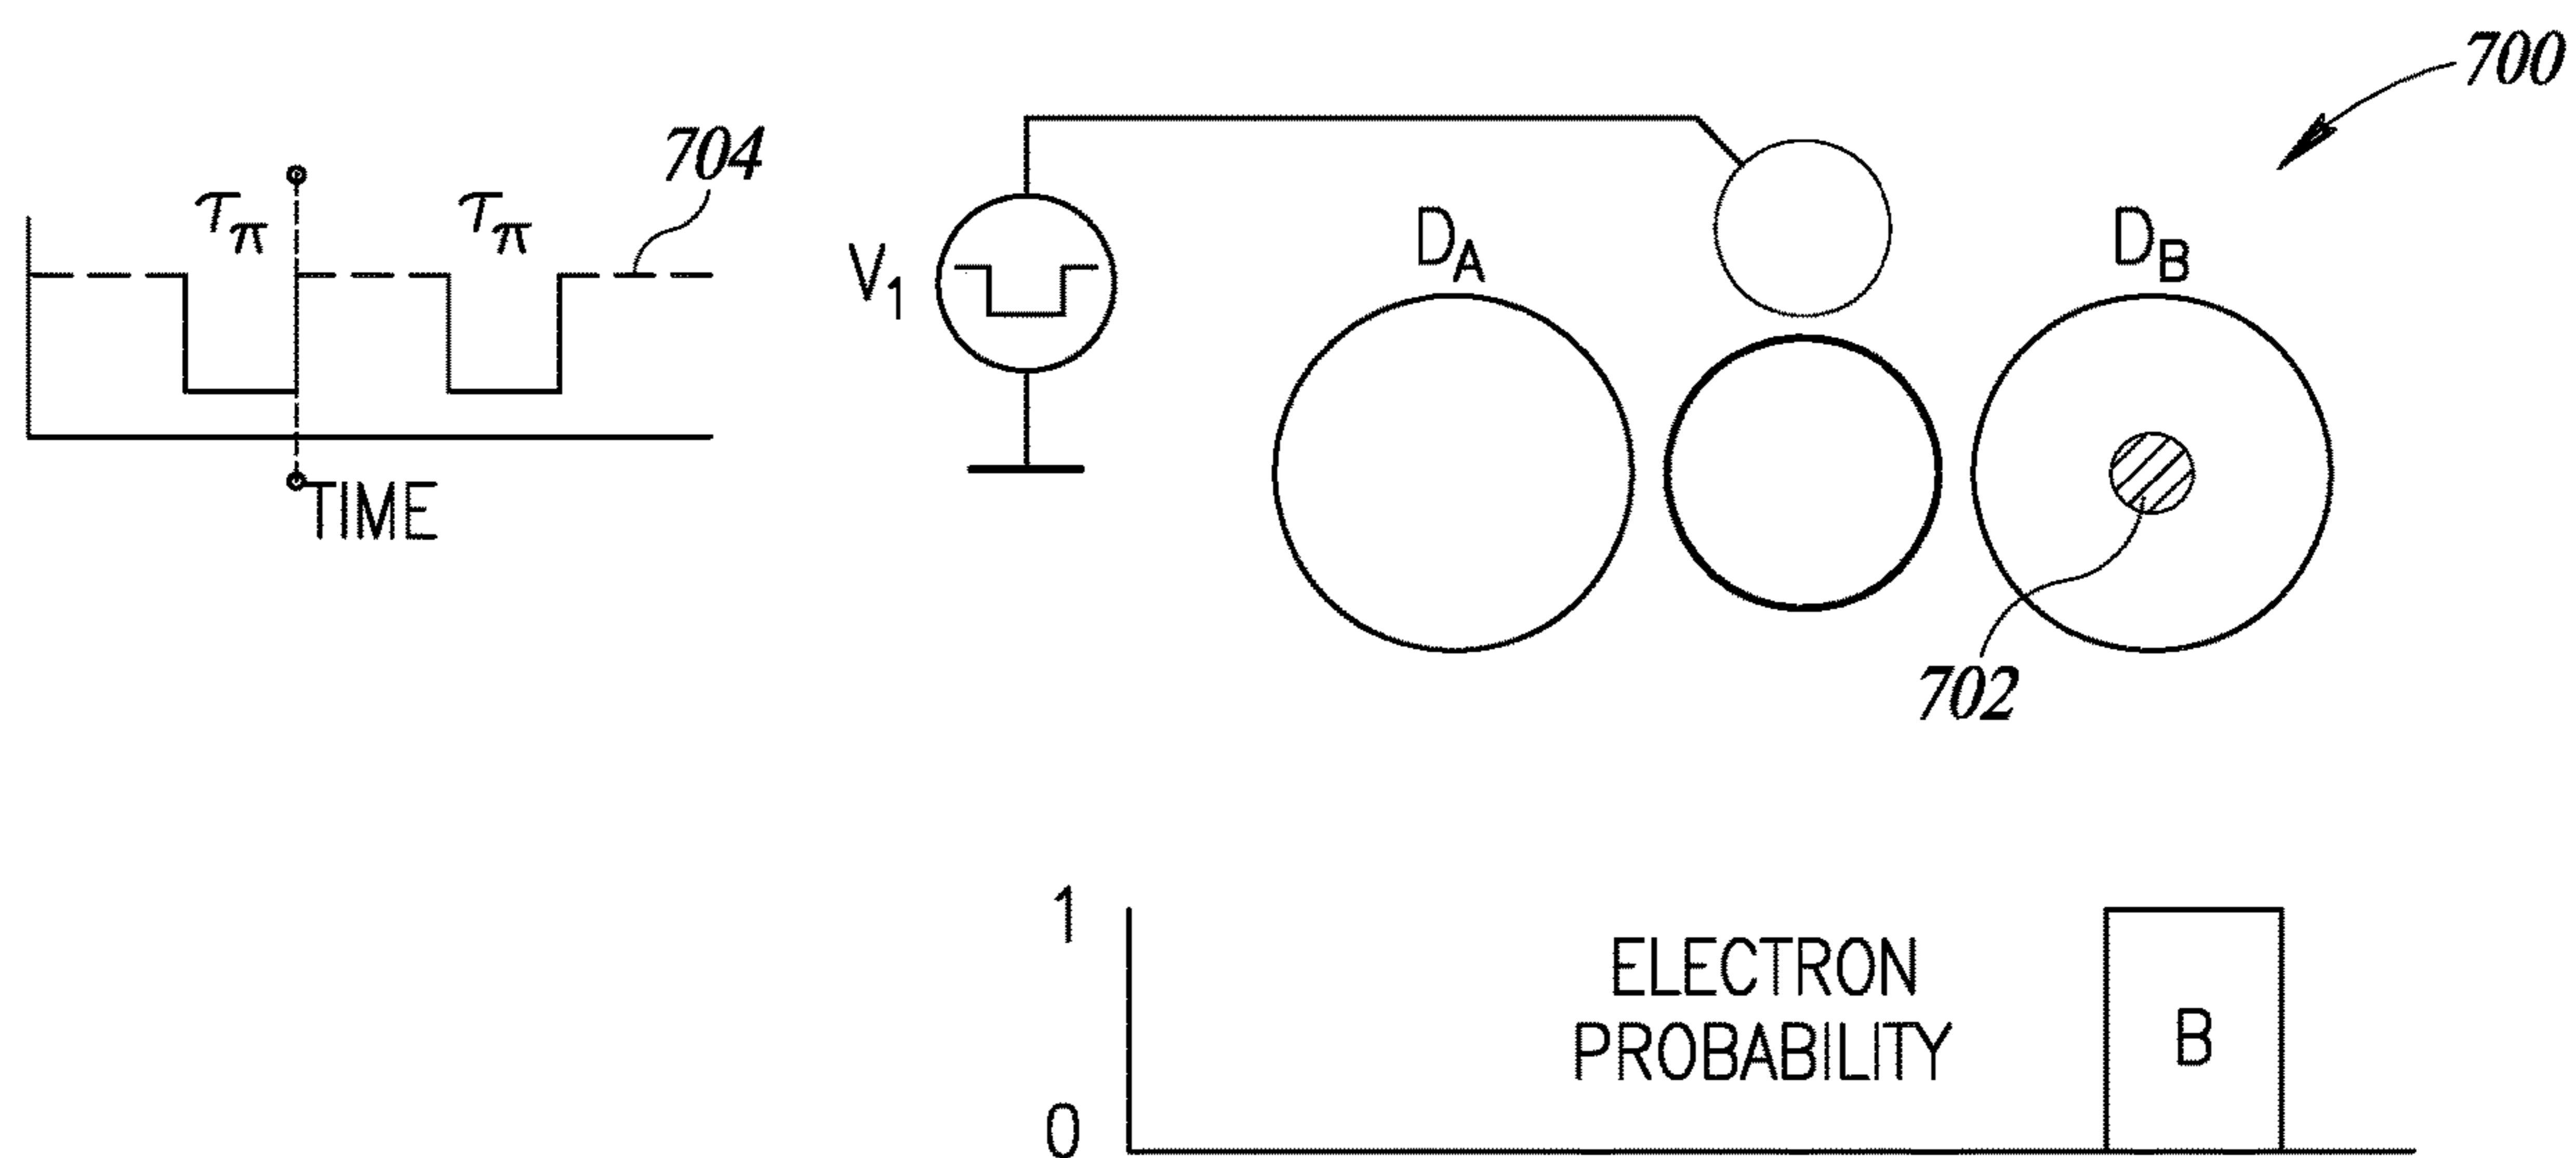 700
704
τπ τπ
DA DB
V1
TIME
702
1
ELECTRON
PROBABILITY
B
0